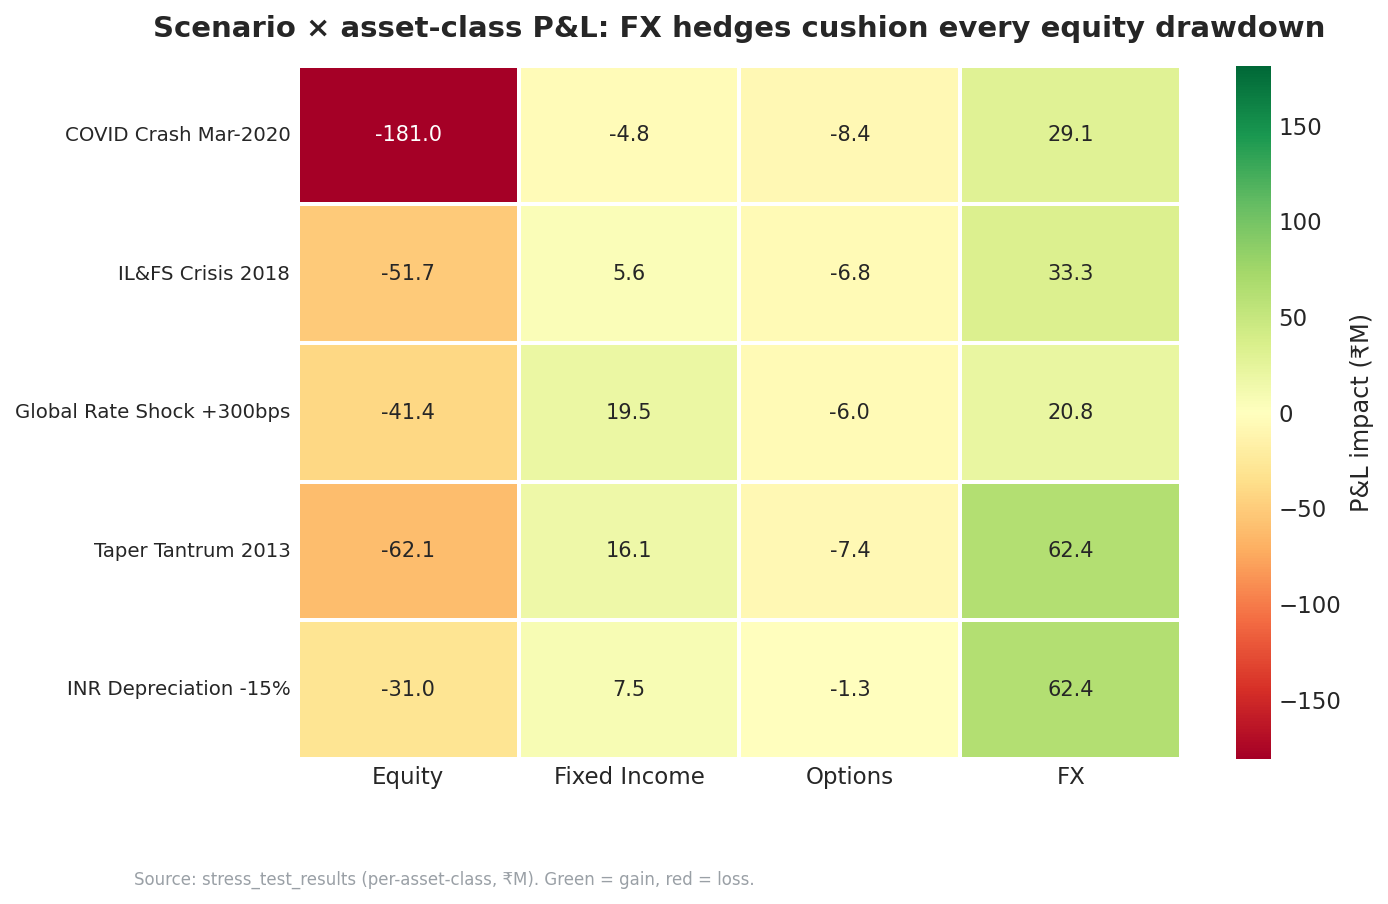 Scenario × asset-class P&L: FX hedges cushion every equity drawdown
COVID Crash Mar-2020 -181.0 -4.8 -8.4 29.1
IL&FS Crisis 2018 -51.7 5.6 -6.8 33.3
Global Rate Shock +300bps -41.4 19.5 -6.0 20.8
Taper Tantrum 2013 -62.1 16.1 -7.4 62.4
INR Depreciation -15% -31.0 7.5 -1.3 62.4
Equity Fixed Income Options FX
150
100
50
0
−50
−100
−150
P&L impact (₹M)
Source: stress_test_results (per-asset-class, ₹M). Green = gain, red = loss.